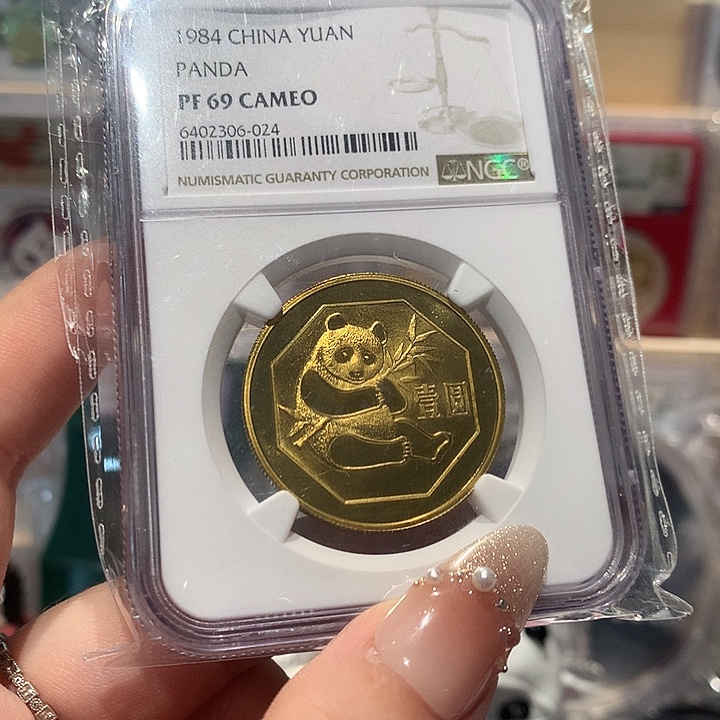 1984 CHINA YUAN
PANDA
PF 69 CAMEO
6402306-024
NUMISMATIC GUARANTY CORPORATION
NGC®
壹圆